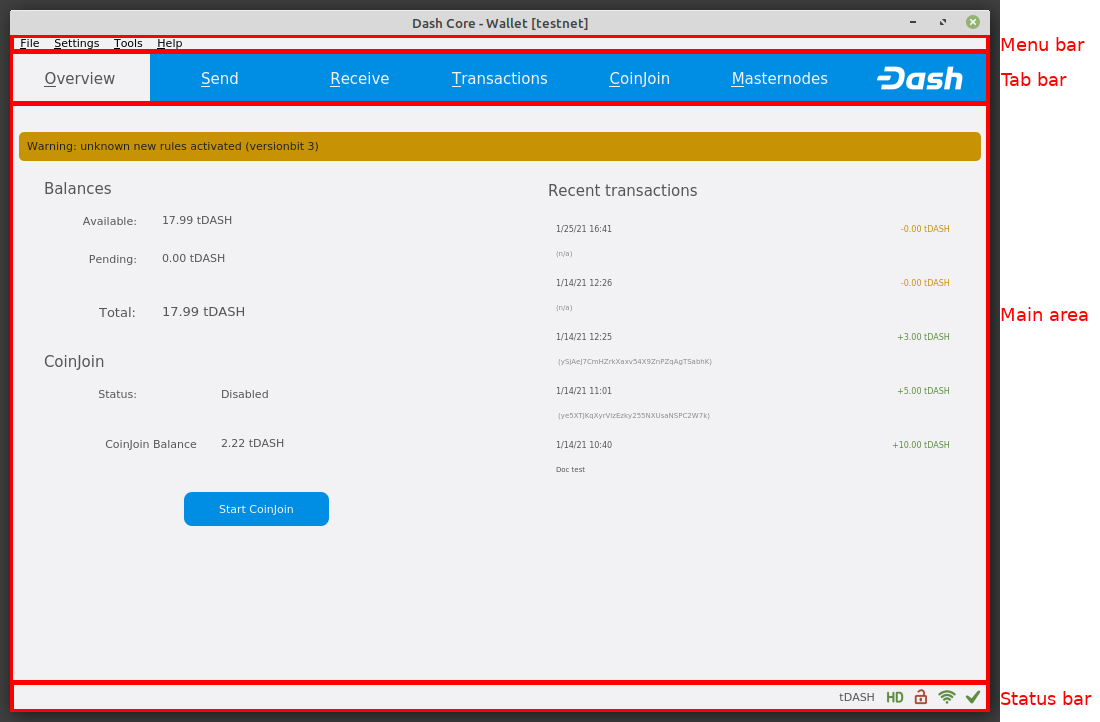 Dash Core - Wallet [testnet]
File Settings Tools Help
Menu bar
Overview Send Receive Transactions CoinJoin Masternodes Dash
Tab bar
Warning: unknown new rules activated (versionbit 3)
Balances
Available: 17.99 tDASH
Pending: 0.00 tDASH
Total: 17.99 tDASH
CoinJoin
Status: Disabled
CoinJoin Balance 2.22 tDASH
Start CoinJoin
Recent transactions
1/25/21 16:41 -0.00 tDASH
(n/a)
1/14/21 12:26 -0.00 tDASH
(n/a)
1/14/21 12:25 +3.00 tDASH
1/14/21 11:01 +5.00 tDASH
1/14/21 10:40 +10.00 tDASH
Doc test
Main area
tDASH HD
Status bar